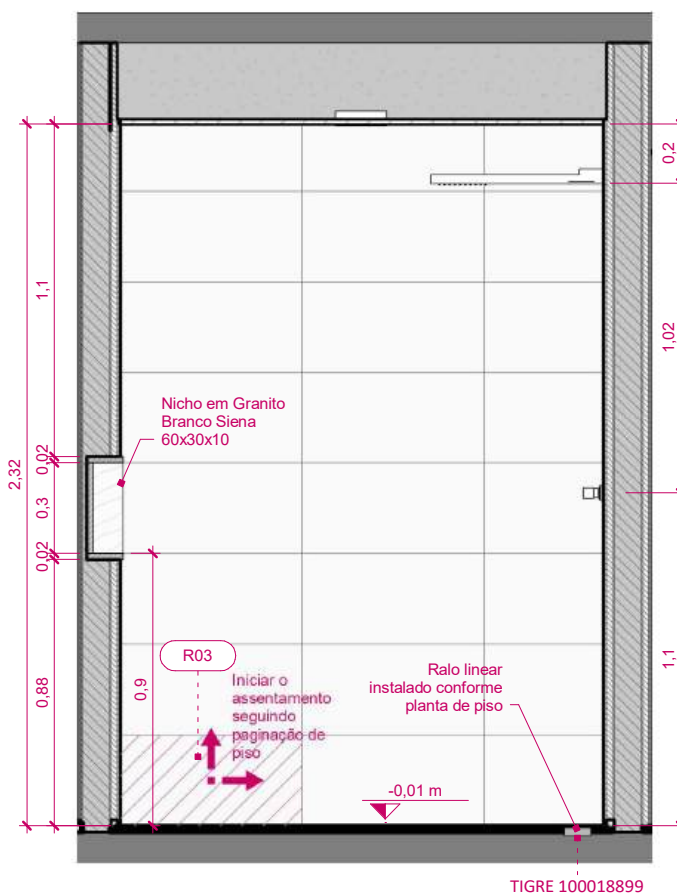 0,2
1,1
1,02
Nicho em Granito
Branco Siena
60x30x10
0,02
2,32
0,3
0,02
R03
Iniciar o
assentamento
seguindo
paginação de
piso
0,9
0,88
Ralo linear
instalado conforme
planta de piso
1,1
-0,01 m
TIGRE 100018899